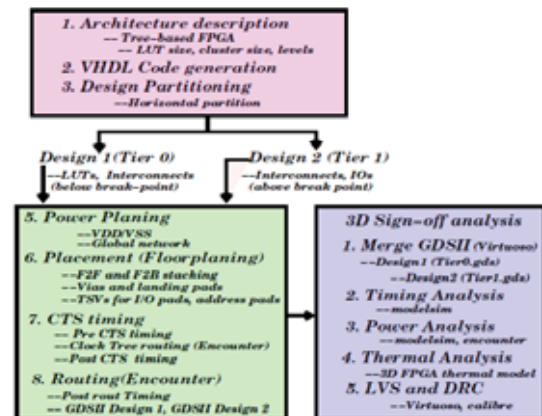 1. Architecture description
-- Tree-based FPGA
-- LUT size, cluster size, levels
2. VHDL Code generation
3. Design Partitioning
--Horizontal partition
Design 1 (Tier 0)
--LUTs, Interconnects
(below break-point)
Design 2 (Tier 1)
--Interconnects, IOs
(above break point)
5. Power Planing
--VDD/VSS
--Global network
6. Placement (Floorplaning)
--F2F and F2B stacking
--Vias and landing pads
--TSVs for I/O pads, address pads
7. CTS timing
-- Pre CTS timing
--Clock Tree routing (Encounter)
--Post CTS timing
8. Routing(Encounter)
--Post rout Timing
-- GDSII Design 1, GDSII Design 2
3D Sign-off analysis
1. Merge GDSII (Virtuoso)
--Design1 (Tier0.gds)
--Design2 (Tier1.gds)
2. Timing Analysis
--modelsim
3. Power Analysis
--modelsim, encounter
4. Thermal Analysis
--3D FPGA thermal model
5. LVS and DRC
--Virtuoso, calibre